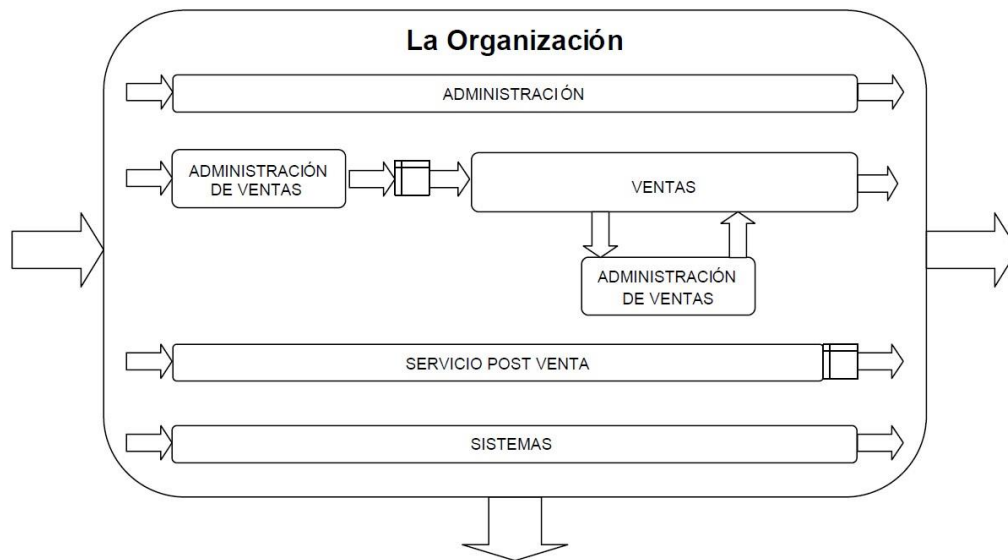 La Organización
ADMINISTRACIÓN
ADMINISTRACIÓN
DE VENTAS
VENTAS
ADMINISTRACIÓN
DE VENTAS
SERVICIO POST VENTA
SISTEMAS